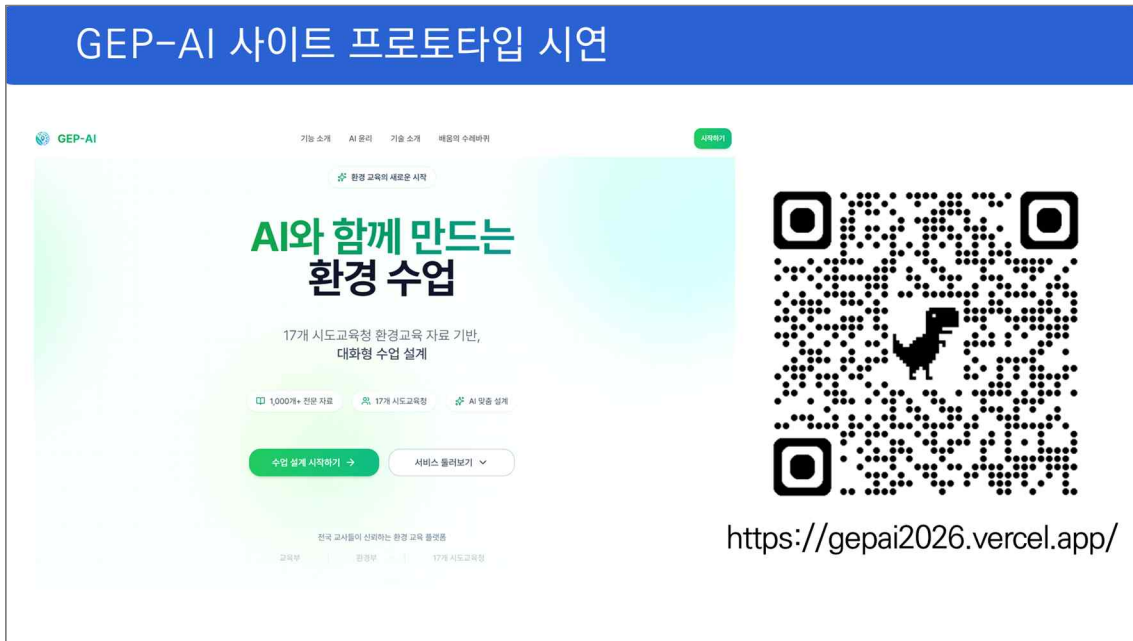 GEP-AI 사이트 프로토타입 시연
GEP-AI
기능 소개 AI 윤리 기술 소개 배움의 수레바퀴
시작하기
환경 교육의 새로운 시작
AI와 함께 만드는
환경 수업
17개 시도교육청 환경교육 자료 기반,
대화형 수업 설계
1,000개+ 전문 자료 17개 시도교육청 AI 맞춤 설계
수업 설계 시작하기 → 서비스 둘러보기
전국 교사들이 신뢰하는 환경 교육 플랫폼
교육부 환경부 17개 시도교육청
https://gepai2026.vercel.app/